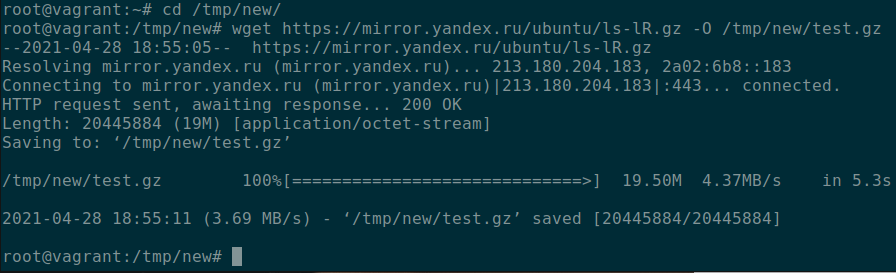 root@vagrant:~# cd /tmp/new/
root@vagrant:/tmp/new# wget https://mirror.yandex.ru/ubuntu/ls-lR.gz -O /tmp/new/test.gz
--2021-04-28 18:55:05--  https://mirror.yandex.ru/ubuntu/ls-lR.gz
Resolving mirror.yandex.ru (mirror.yandex.ru)... 213.180.204.183, 2a02:6b8::183
Connecting to mirror.yandex.ru (mirror.yandex.ru)|213.180.204.183|:443... connected.
HTTP request sent, awaiting response... 200 OK
Length: 20445884 (19M) [application/octet-stream]
Saving to: ‘/tmp/new/test.gz’
/tmp/new/test.gz        100%[=============================>]  19.50M  4.37MB/s    in 5.3s
2021-04-28 18:55:11 (3.69 MB/s) - ‘/tmp/new/test.gz’ saved [20445884/20445884]
root@vagrant:/tmp/new#